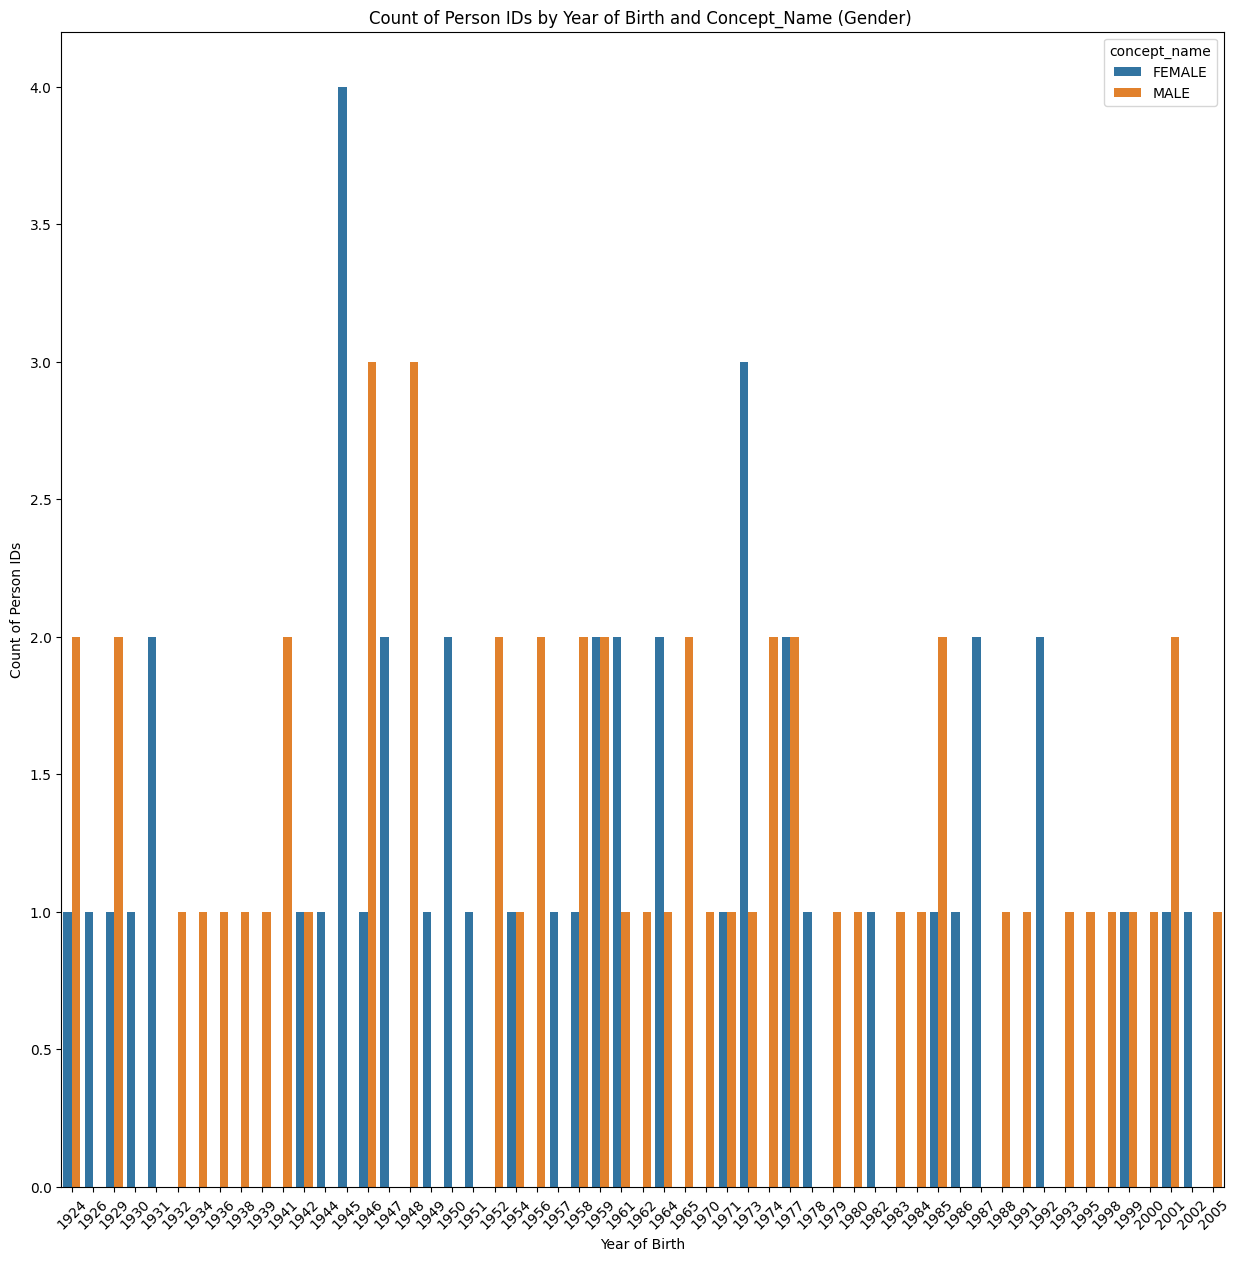 Count of Person IDs by Year of Birth and Concept_Name (Gender)
concept_name
FEMALE
MALE
4.0
3.5
3.0
2.5
2.0
1.5
1.0
0.5
0.0
Count of Person IDs
1924 1926 1929 1930 1931 1932 1934 1936 1938 1939 1941 1942 1944 1945 1946 1947 1948 1949 1950 1951 1952 1954 1956 1957 1958 1959 1961 1962 1964 1965 1970 1971 1973 1974 1977 1978 1979 1980 1982 1983 1984 1985 1986 1987 1988 1991 1992 1993 1995 1998 1999 2000 2001 2002 2005
Year of Birth